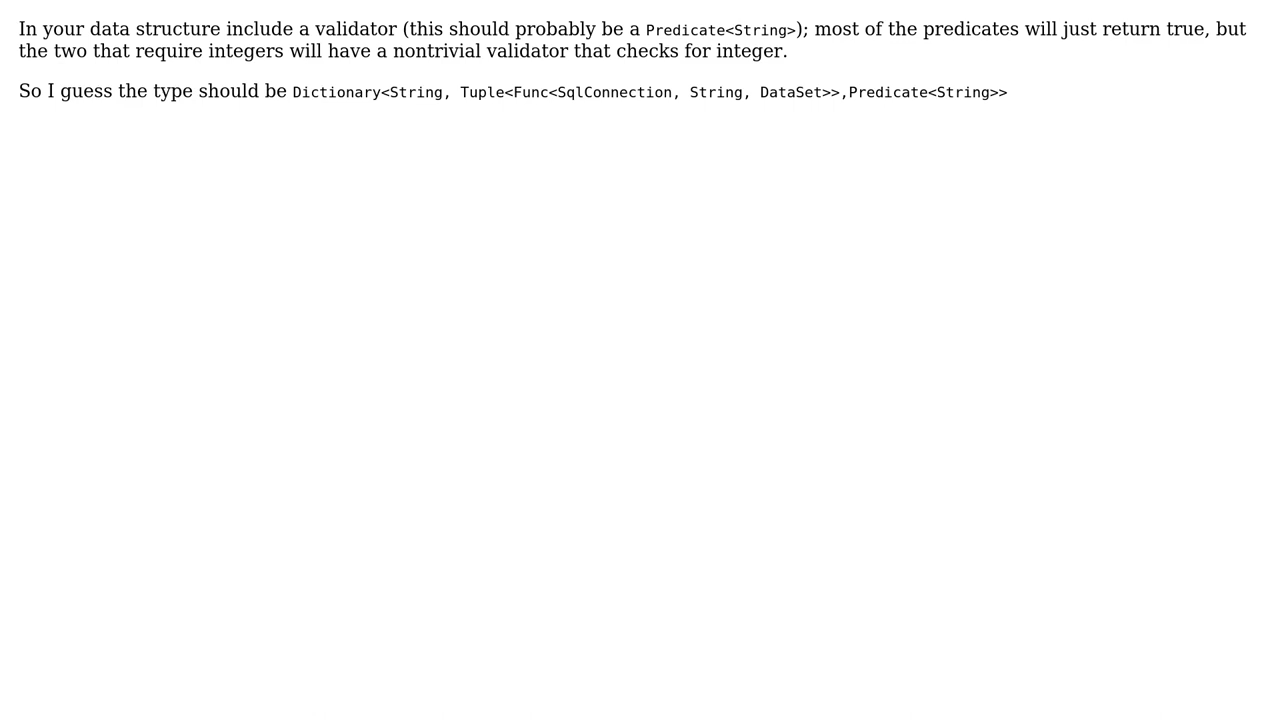 In your data structure include a validator (this should probably be a Predicate<String>); most of the predicates will just return true, but
the two that require integers will have a nontrivial validator that checks for integer.
So I guess the type should be Dictionary<String, Tuple<Func<SqlConnection, String, DataSet>>,Predicate<String>>